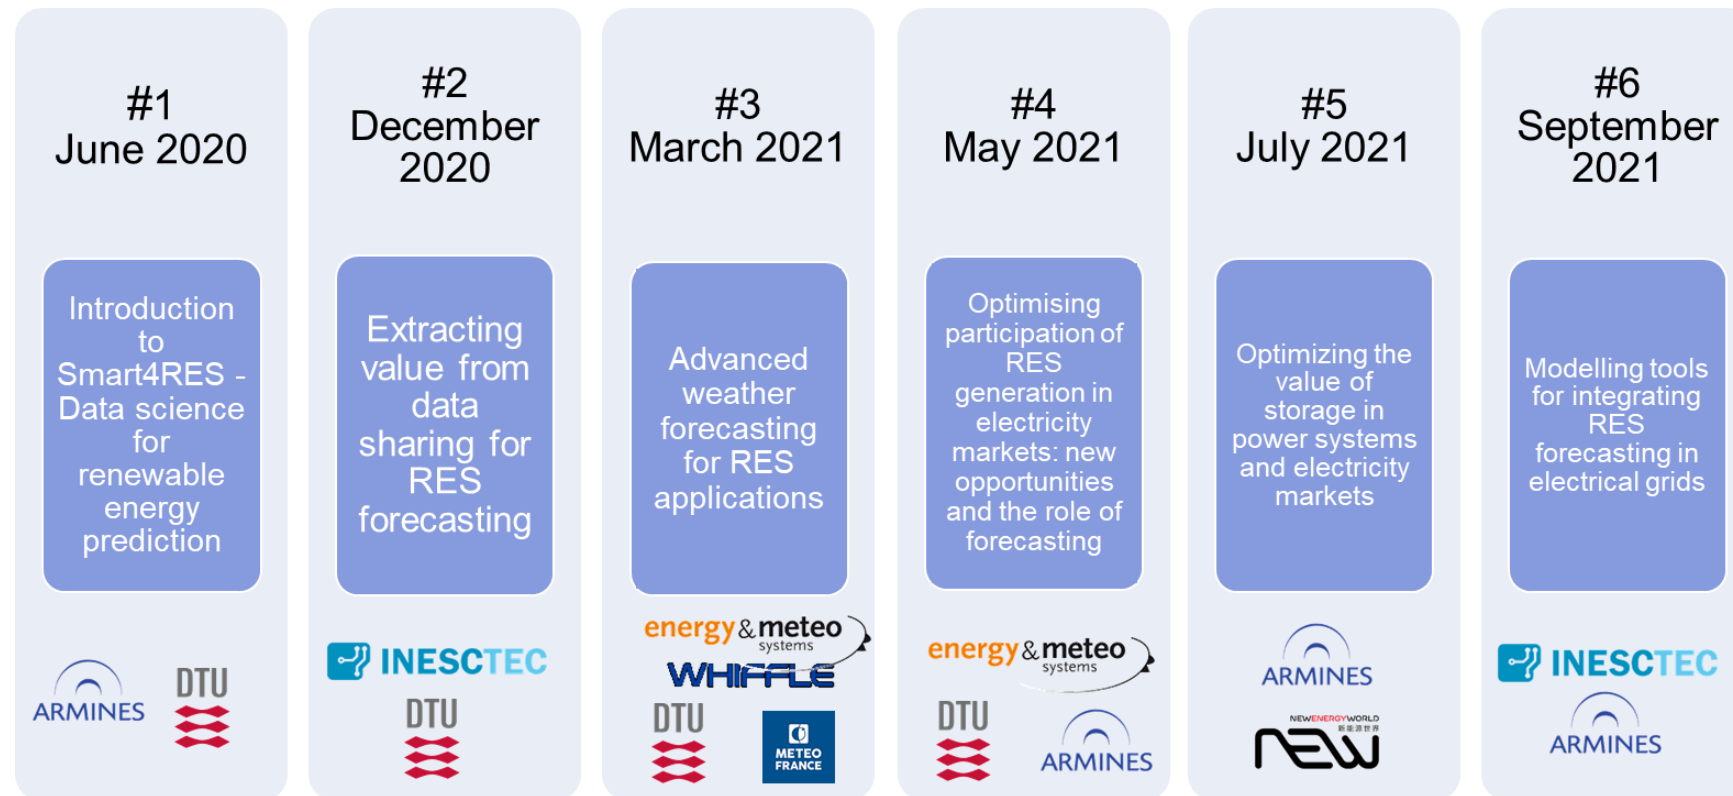 #1
June 2020
Introduction
to
Smart4RES -
Data science
for
renewable
energy
prediction
ARMINES
DTU
#2
December
2020
Extracting
value from
data
sharing for
RES
forecasting
INESCTEC
DTU
#3
March 2021
Advanced
weather
forecasting
for RES
applications
energy & meteo
systems
WHIFFLE
DTU
METEO
FRANCE
#4
May 2021
Optimising
participation of
RES
generation in
electricity
markets: new
opportunities
and the role of
forecasting
energy & meteo
systems
DTU
ARMINES
#5
July 2021
Optimizing the
value of
storage in
power systems
and electricity
markets
ARMINES
NEWENERGYWORLD
新能源世界
NEW
#6
September
2021
Modelling tools
for integrating
RES
forecasting in
electrical grids
INESCTEC
ARMINES